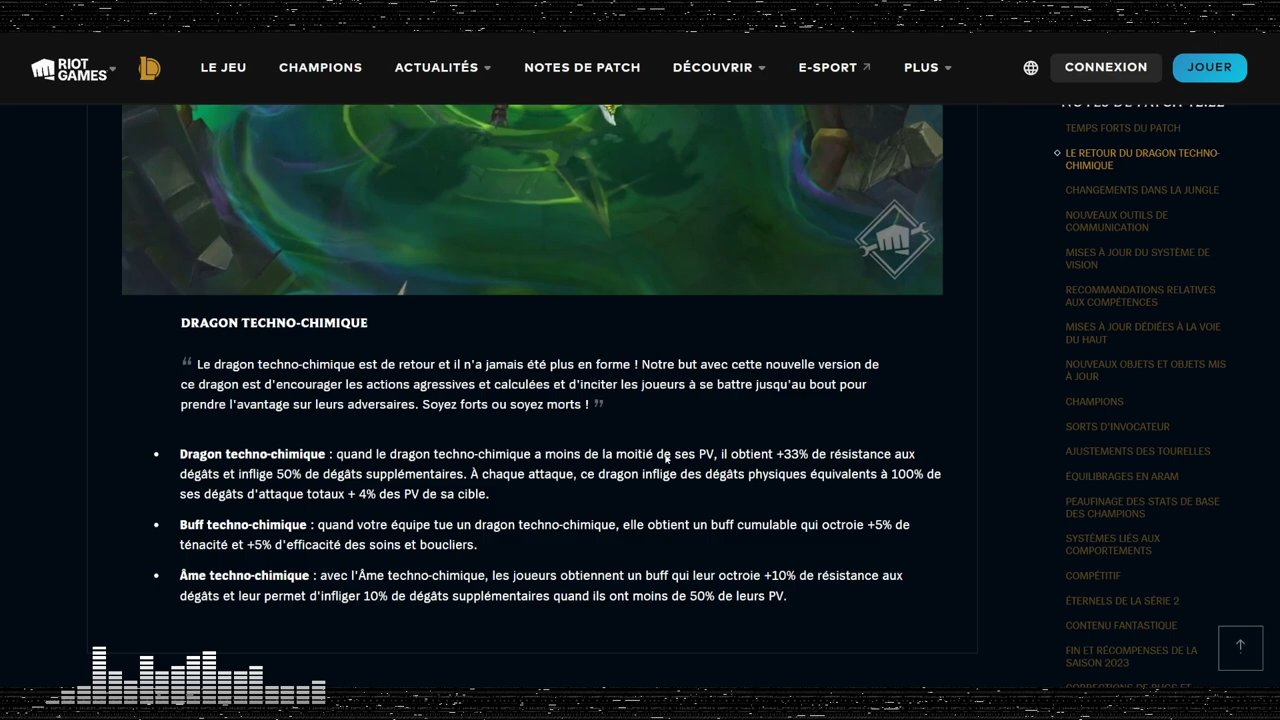 RIOT GAMES
LE JEU
CHAMPIONS
ACTUALITÉS
NOTES DE PATCH
DÉCOUVRIR
E-SPORT
PLUS
CONNEXION
JOUER
DRAGON TECHNO-CHIMIQUE
“ Le dragon techno-chimique est de retour et il n'a jamais été plus en forme ! Notre but avec cette nouvelle version de
ce dragon est d'encourager les actions agressives et calculées et d'inciter les joueurs à se battre jusqu'au bout pour
prendre l'avantage sur leurs adversaires. Soyez forts ou soyez morts ! ”
• Dragon techno-chimique : quand le dragon techno-chimique a moins de la moitié de ses PV, il obtient +33% de résistance aux
dégâts et inflige 50% de dégâts supplémentaires. À chaque attaque, ce dragon inflige des dégâts physiques équivalents à 100% de
ses dégâts d'attaque totaux + 4% des PV de sa cible.
• Buff techno-chimique : quand votre équipe tue un dragon techno-chimique, elle obtient un buff cumulable qui octroie +5% de
ténacité et +5% d'efficacité des soins et boucliers.
• Âme techno-chimique : avec l'Âme techno-chimique, les joueurs obtiennent un buff qui leur octroie +10% de résistance aux
dégâts et leur permet d'infliger 10% de dégâts supplémentaires quand ils ont moins de 50% de leurs PV.
NOTES DE PATCH 12.22
TEMPS FORTS DU PATCH
LE RETOUR DU DRAGON TECHNO-
CHIMIQUE
CHANGEMENTS DANS LA JUNGLE
NOUVEAUX OUTILS DE
COMMUNICATION
MISES À JOUR DU SYSTÈME DE
VISION
RECOMMANDATIONS RELATIVES
AUX COMPÉTENCES
MISES À JOUR DÉDIÉES À LA VOIE
DU HAUT
NOUVEAUX OBJETS ET OBJETS MIS
À JOUR
CHAMPIONS
SORTS D'INVOCATEUR
AJUSTEMENTS DES TOURELLES
ÉQUILIBRAGES EN ARAM
PEAUFINAGE DES STATS DE BASE
DES CHAMPIONS
SYSTÈMES LIÉS AUX
COMPORTEMENTS
COMPÉTITIF
ÉTERNELS DE LA SÉRIE 2
CONTENU FANTASTIQUE
FIN ET RÉCOMPENSES DE LA
SAISON 2023
CORRECTIONS DE BUGS ET